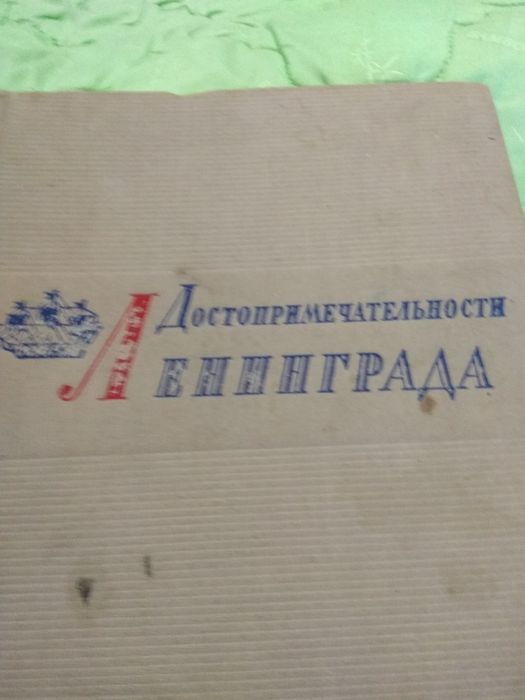 Достопримечательности
Ленинграда